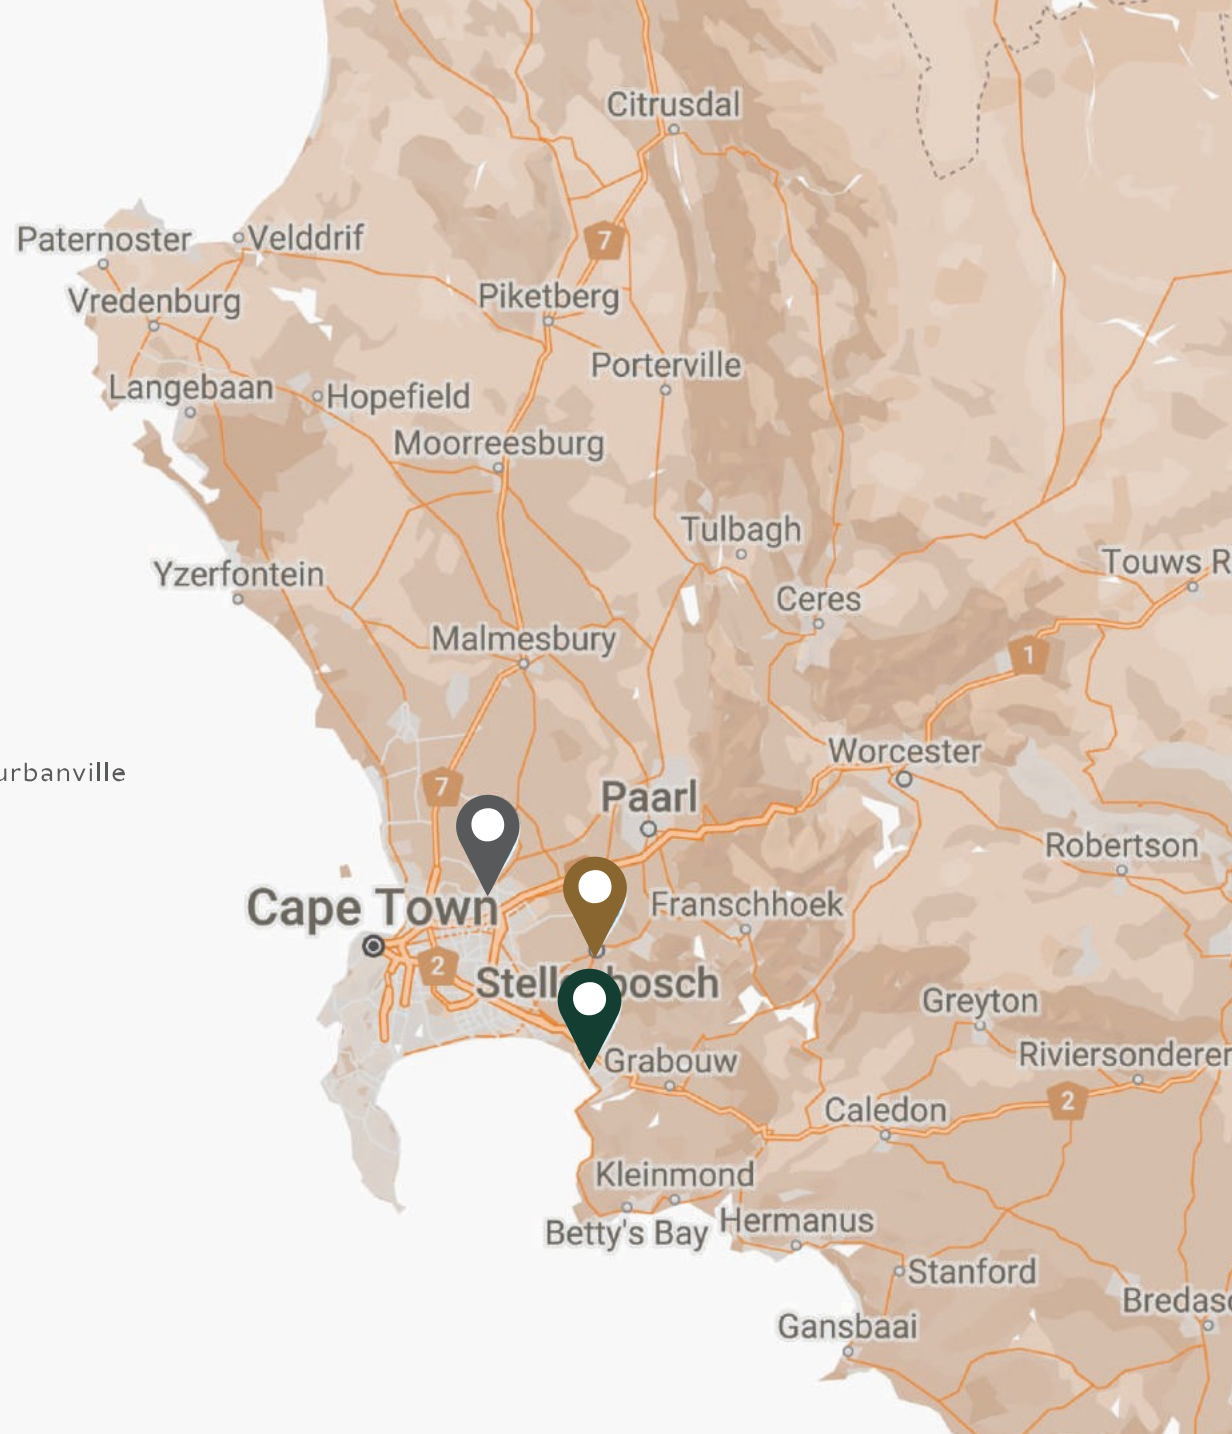 Citrusdal
Paternoster
Velddrif
7
Vredenburg
Piketberg
Porterville
Langebaan
Hopefield
Moorreesburg
Tulbagh
Touws R
Yzerfontein
Ceres
Malmesbury
1
Worcester
urbanville
7
Paarl
Robertson
Cape Town
Franschhoek
2
Stell bosch
Greyton
Grabouw
Riviersonderen
Caledon
2
Kleinmond
Betty's Bay
Hermanus
Stanford
Bredasd
Gansbaai